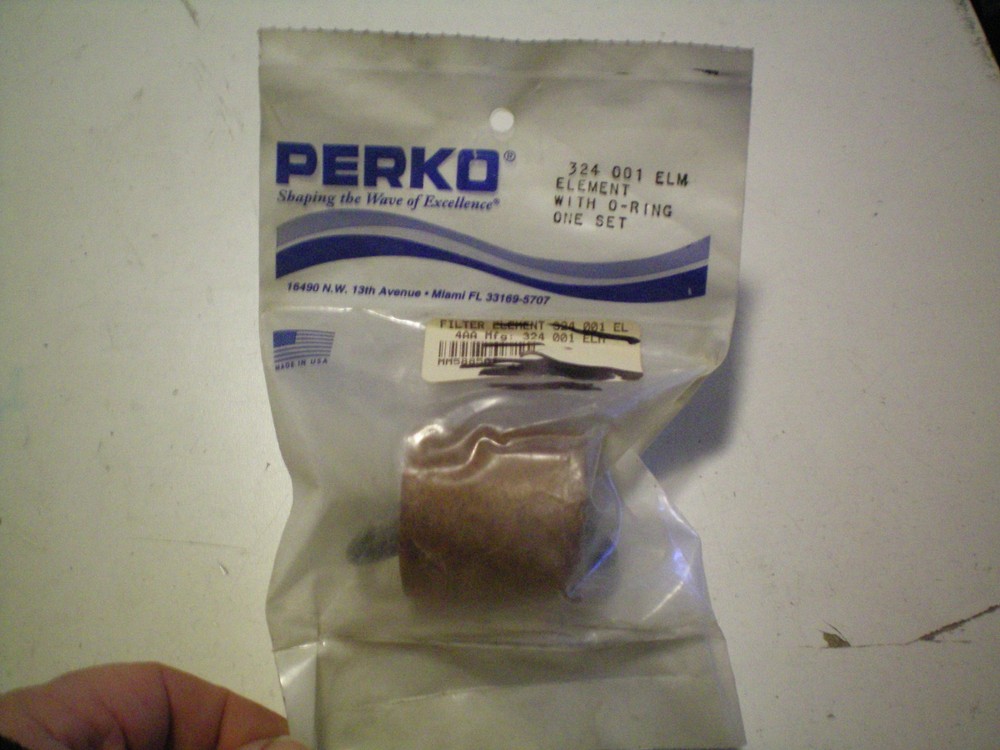 PERKO®
Shaping the Wave of Excellence®
324 001 ELM
ELEMENT
WITH O-RING
ONE SET
16490 N.W. 13th Avenue • Miami FL 33169-5707
MADE IN USA
FILTER ELEMENT 324 001 EL
4AA Mfg: 324 001 ELM